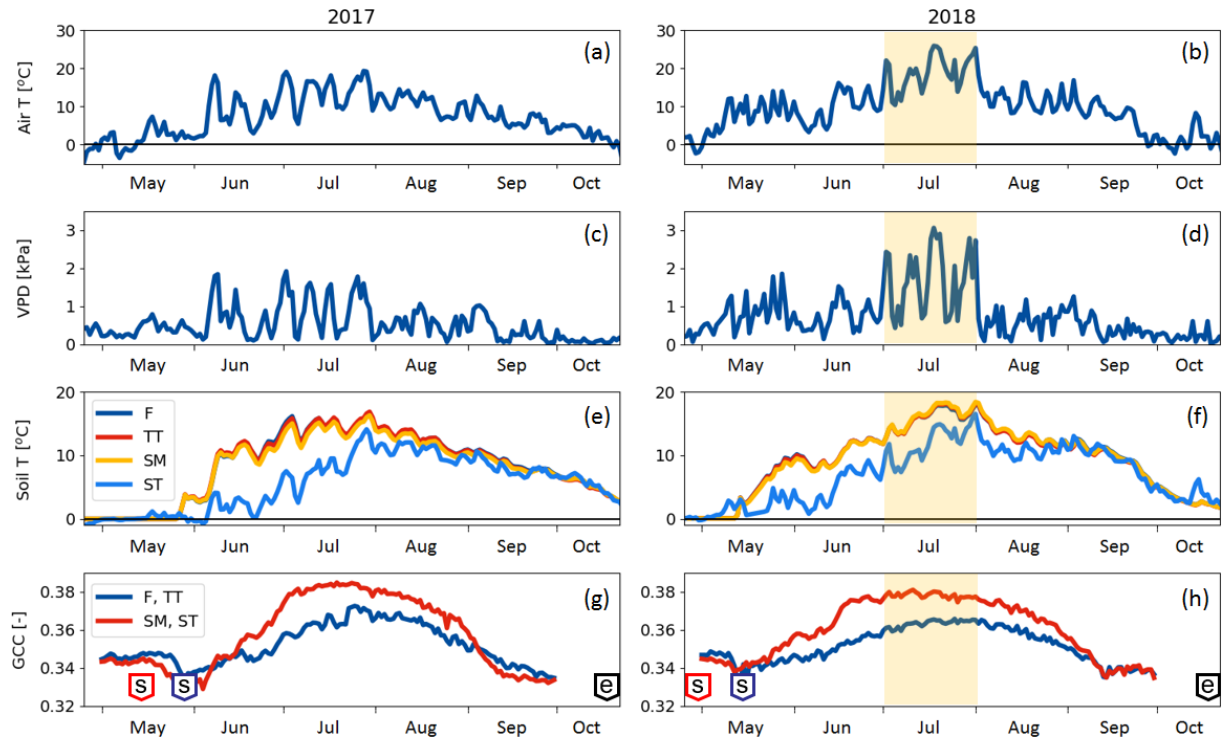 2017 2018
Air T [°C]
30
20
10
0
(a)
May Jun Jul Aug Sep Oct
30
20
10
0
(b)
May Jun Jul Aug Sep Oct
VPD [kPa]
3
2
1
0
(c)
May Jun Jul Aug Sep Oct
3
2
1
0
(d)
May Jun Jul Aug Sep Oct
Soil T [°C]
20
10
0
F
TT
SM
ST
(e)
May Jun Jul Aug Sep Oct
20
10
0
(f)
May Jun Jul Aug Sep Oct
GCC [-]
0.38
0.36
0.34
0.32
F, TT
SM, ST
(g)
s s e
May Jun Jul Aug Sep Oct
0.38
0.36
0.34
0.32
(h)
s s e
May Jun Jul Aug Sep Oct